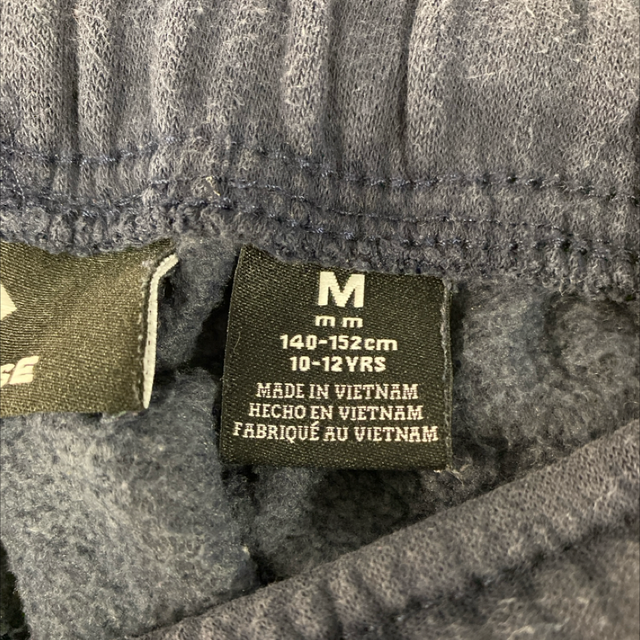 M
m m
140-152cm
10-12YRS
MADE IN VIETNAM
HECHO EN VIETNAM
FABRIQUÉ AU VIETNAM